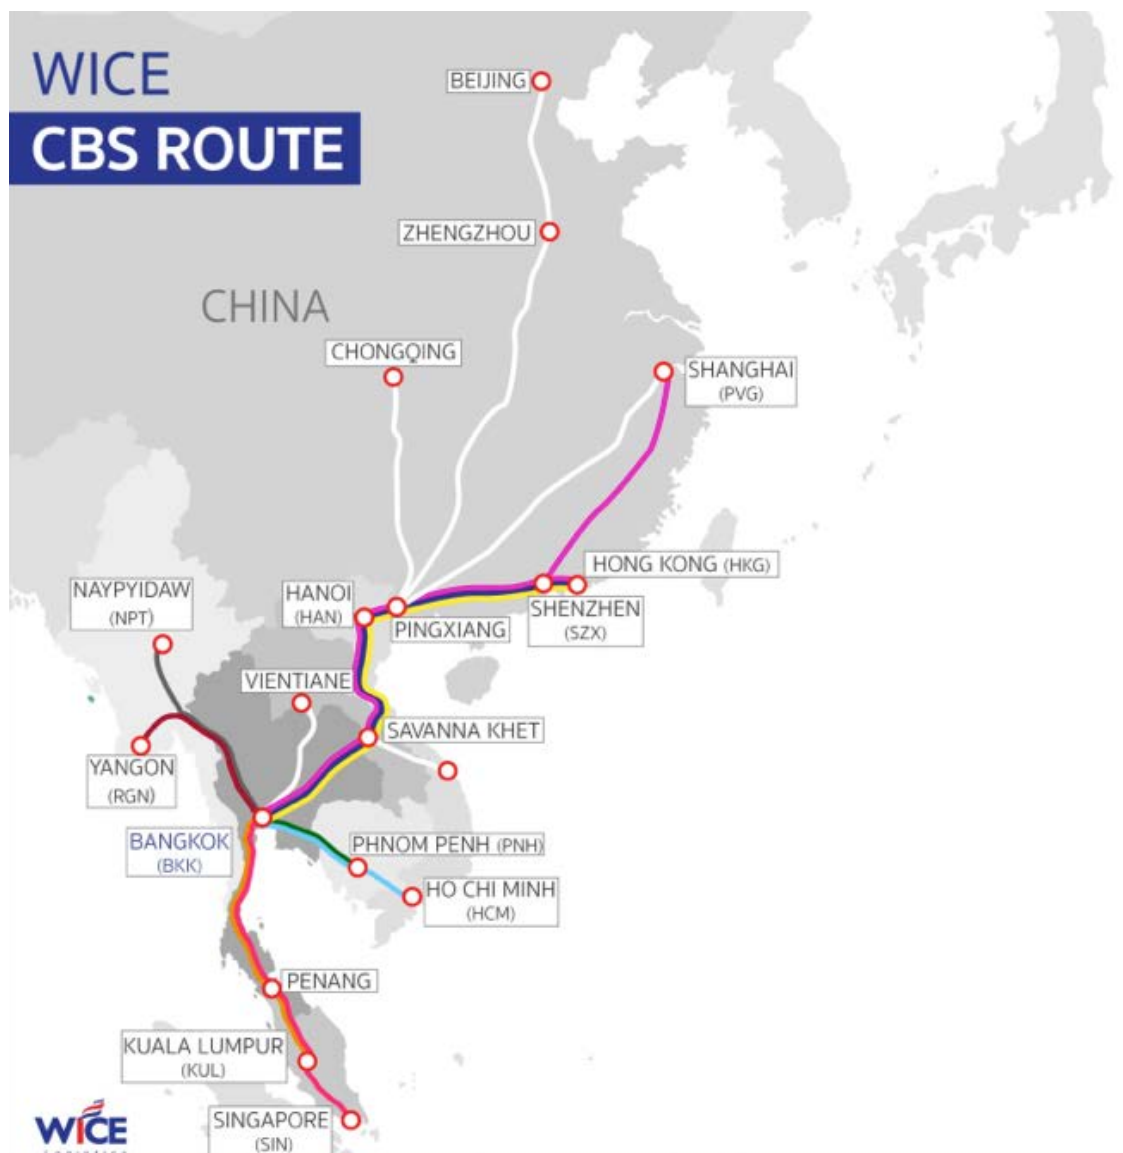 WICE
CBS ROUTE
BEIJING
ZHENGZHOU
CHINA
CHONGQING
SHANGHAI
(PVG)
HONG KONG (HKG)
NAYPYIDAW
(NPT)
HANOI
(HAN)
SHENZHEN
(SZX)
PINGXIANG
VIENTIANE
SAVANNA KHET
YANGON
(RGN)
BANGKOK
(BKK)
PHNOM PENH (PNH)
HO CHI MINH
(HCM)
PENANG
KUALA LUMPUR
(KUL)
SINGAPORE
(SIN)
WICE